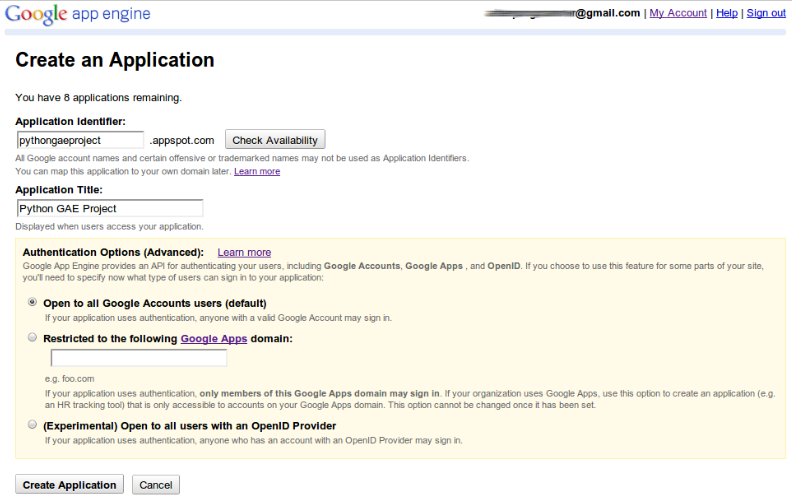 Google app engine
@gmail.com | My Account | Help | Sign out
Create an Application
You have 8 applications remaining.
Application Identifier:
pythongaeproject .appspot.com Check Availability
All Google account names and certain offensive or trademarked names may not be used as Application Identifiers.
You can map this application to your own domain later. Learn more
Application Title:
Python GAE Project
Displayed when users access your application.
Authentication Options (Advanced): Learn more
Google App Engine provides an API for authenticating your users, including Google Accounts, Google Apps , and OpenID. If you choose to use this feature for some parts of your site,
you'll need to specify now what type of users can sign in to your application:
Open to all Google Accounts users (default)
If your application uses authentication, anyone with a valid Google Account may sign in.
Restricted to the following Google Apps domain:
e.g. foo.com
If your application uses authentication, only members of this Google Apps domain may sign in. If your organization uses Google Apps, use this option to create an application (e.g.
an HR tracking tool) that is only accessible to accounts on your Google Apps domain. This option cannot be changed once it has been set.
(Experimental) Open to all users with an OpenID Provider
If your application uses authentication, anyone who has an account with an OpenID Provider may sign in.
Create Application Cancel